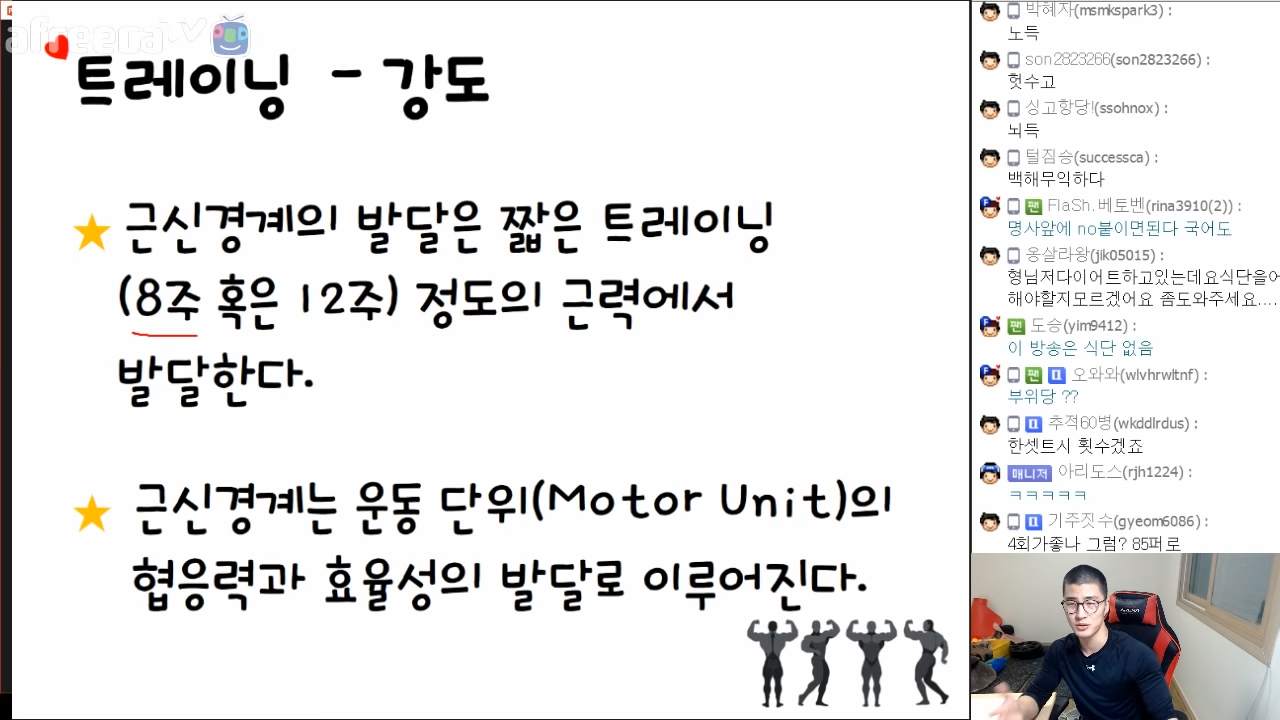 afreecaTV
트레이닝 - 강도
근신경계의 발달은 짧은 트레이닝
(8주 혹은 12주) 정도의 근력에서
발달한다.
근신경계는 운동 단위(Motor Unit)의
협응력과 효율성의 발달로 이루어진다.
박혜자(msmkspark3) :
노득
son2823266(son2823266) :
헛수고
싱고항당!(ssohnox) :
뇌득
털짐승(successca) :
백해무익하다
팬 FlaSh.베토벤(rina3910(2)) :
명사앞에 no붙이면된다 국어도
옹살라왕(jik05015) :
형님저다이어트하고있는데요식단을어
해야할지모르겠어요 좀도와주세요....
팬 도승(yim9412) :
이 방송은 식단 없음
팬 오와와(wlvhrwltnf) :
부위당 ??
추적60병(wkddlrdus) :
한셋트시 횟수겠죠
매니저 아리도스(rjh1224) :
ㅋㅋㅋㅋㅋ
기주짓수(gyeom6086) :
4회가좋나 그럼? 85퍼로